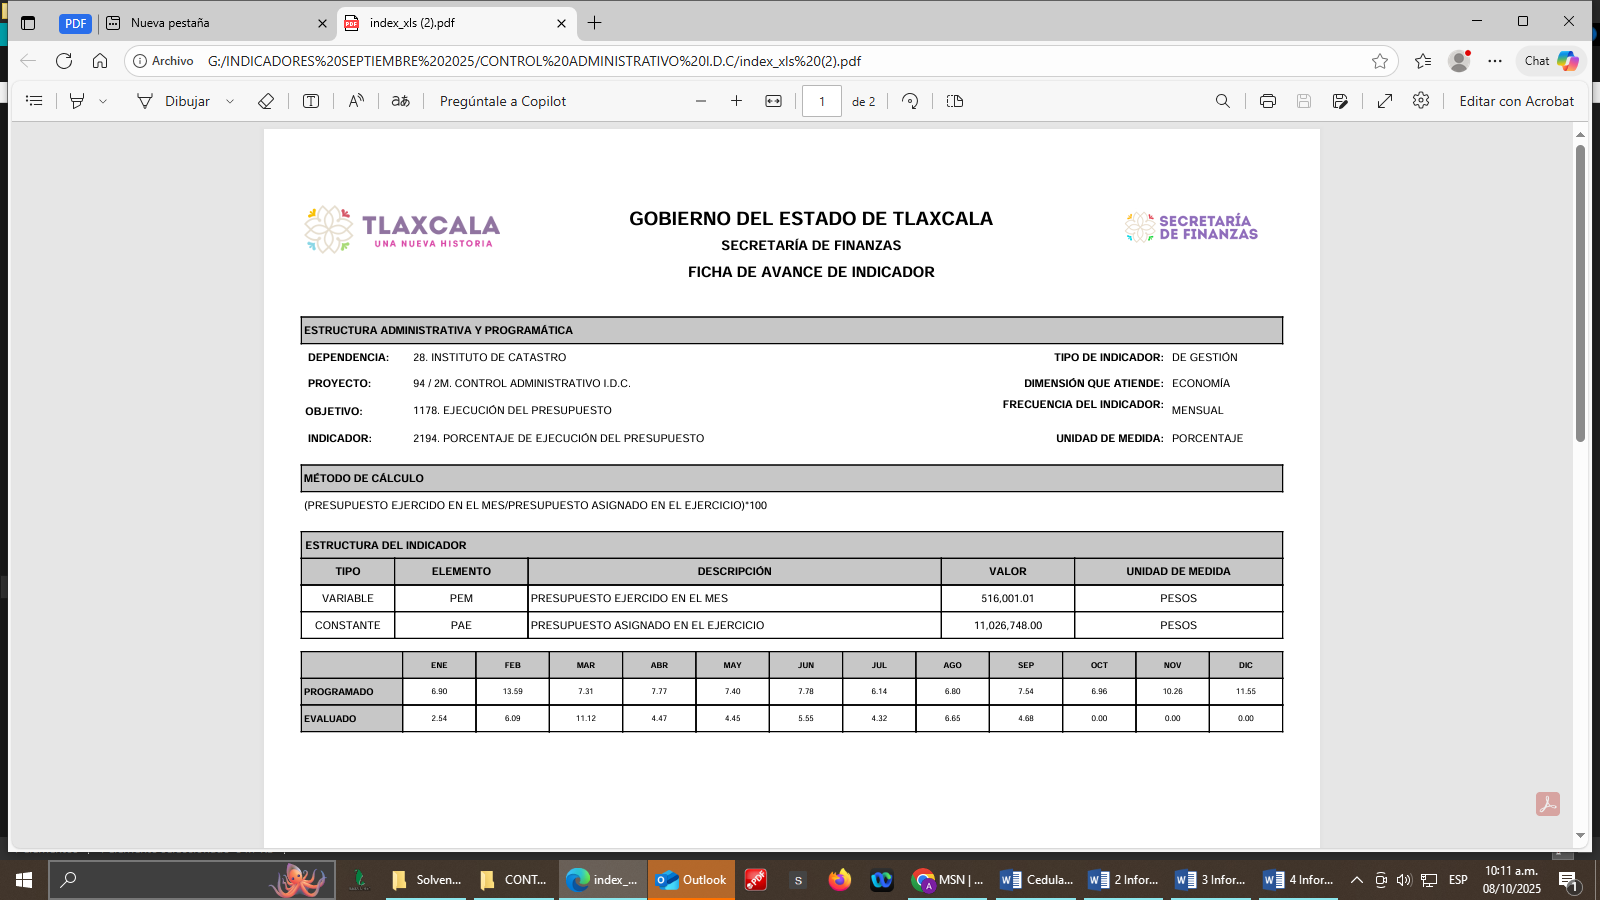 PDF
Nueva pestaña
index_xls (2).pdf
Archivo
G:/INDICADORES%20SEPTIEMBRE%202025/CONTROL%20ADMINISTRATIVO%20I.D.C/index_xls%20(2).pdf
Chat
Dibujar
Pregúntale a Copilot
1
de 2
Editar con Acrobat
TLAXCALA
UNA NUEVA HISTORIA
GOBIERNO DEL ESTADO DE TLAXCALA
SECRETARÍA DE FINANZAS
FICHA DE AVANCE DE INDICADOR
SECRETARÍA
DE FINANZAS
ESTRUCTURA ADMINISTRATIVA Y PROGRAMÁTICA
DEPENDENCIA: 28. INSTITUTO DE CATASTRO TIPO DE INDICADOR: DE GESTIÓN
PROYECTO: 94 / 2M. CONTROL ADMINISTRATIVO I.D.C. DIMENSIÓN QUE ATIENDE: ECONOMÍA
OBJETIVO: 1178. EJECUCIÓN DEL PRESUPUESTO FRECUENCIA DEL INDICADOR: MENSUAL
INDICADOR: 2194. PORCENTAJE DE EJECUCIÓN DEL PRESUPUESTO UNIDAD DE MEDIDA: PORCENTAJE
MÉTODO DE CÁLCULO
(PRESUPUESTO EJERCIDO EN EL MES/PRESUPUESTO ASIGNADO EN EL EJERCICIO)*100
ESTRUCTURA DEL INDICADOR
TIPO ELEMENTO DESCRIPCIÓN VALOR UNIDAD DE MEDIDA
VARIABLE PEM PRESUPUESTO EJERCIDO EN EL MES 516,001.01 PESOS
CONSTANTE PAE PRESUPUESTO ASIGNADO EN EL EJERCICIO 11,026,748.00 PESOS
ENE FEB MAR ABR MAY JUN JUL AGO SEP OCT NOV DIC
PROGRAMADO 6.90 13.59 7.31 7.77 7.40 7.78 6.14 6.80 7.54 6.96 10.26 11.55
EVALUADO 2.54 6.09 11.12 4.47 4.45 5.55 4.32 6.65 4.68 0.00 0.00 0.00
Solven...
CONT...
index_...
Outlook
MSN | ...
Cedula...
2 Infor...
3 Infor...
4 Infor...
ESP
10:11 a.m.
08/10/2025
1